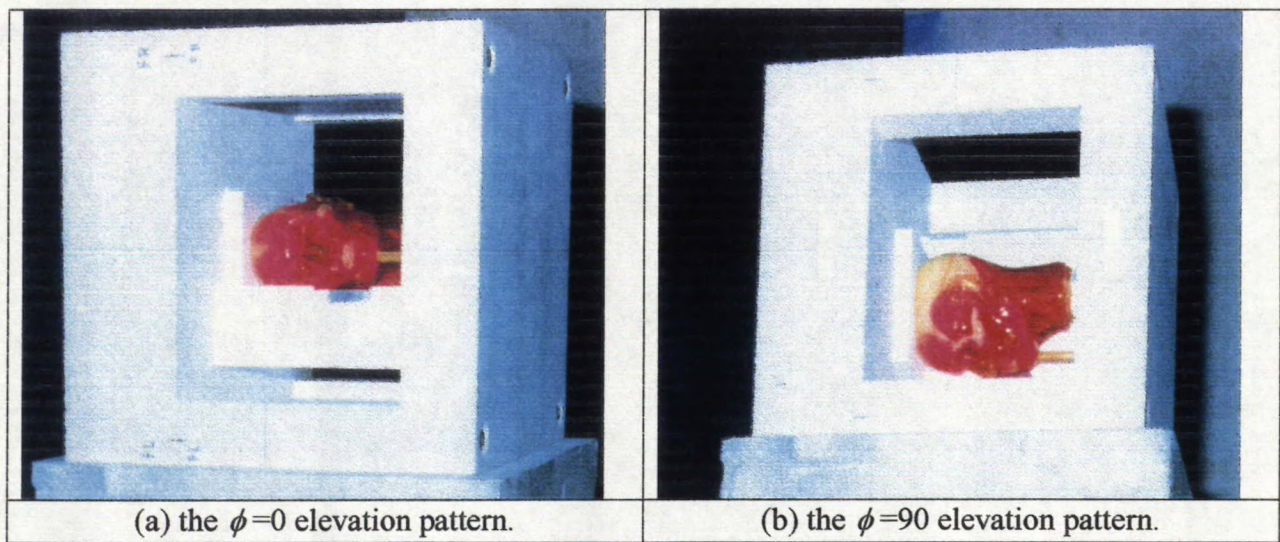 (a) the ϕ=0 elevation pattern.
(b) the ϕ=90 elevation pattern.